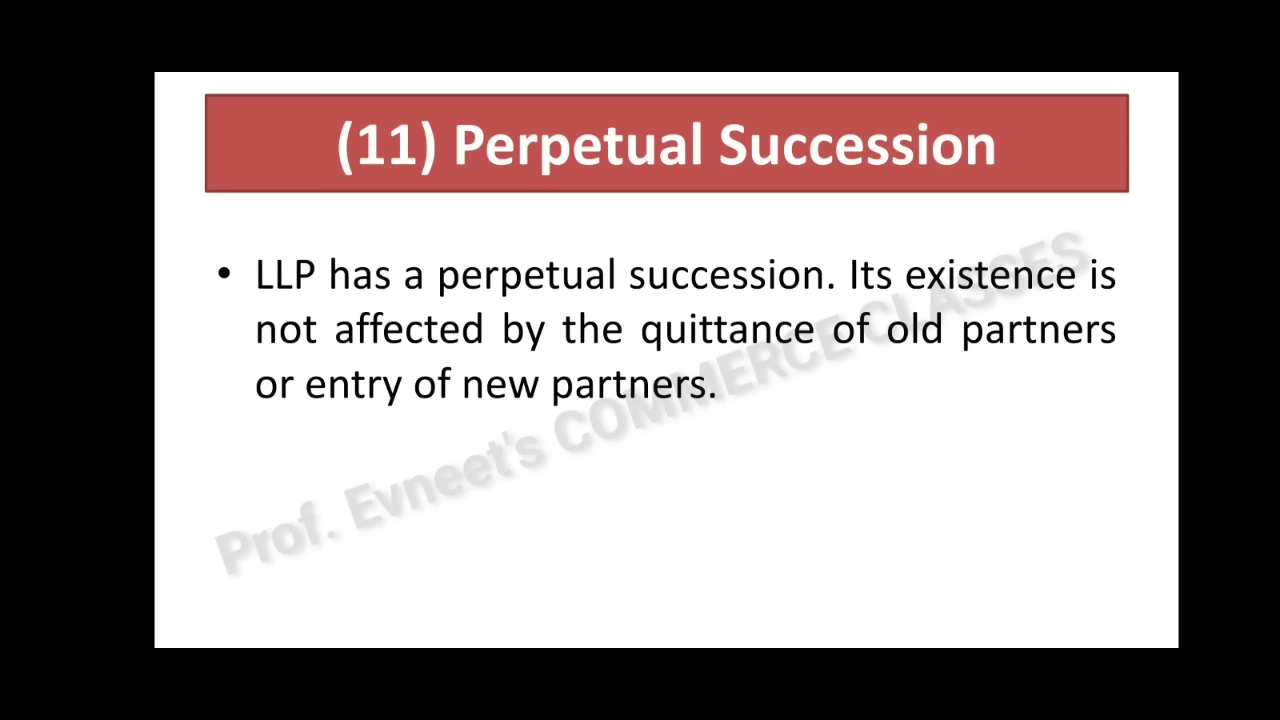 (11) Perpetual Succession
• LLP has a perpetual succession. Its existence is
not affected by the quittance of old partners
or entry of new partners.
Prof. Evneet's COMMERCE CLASSES